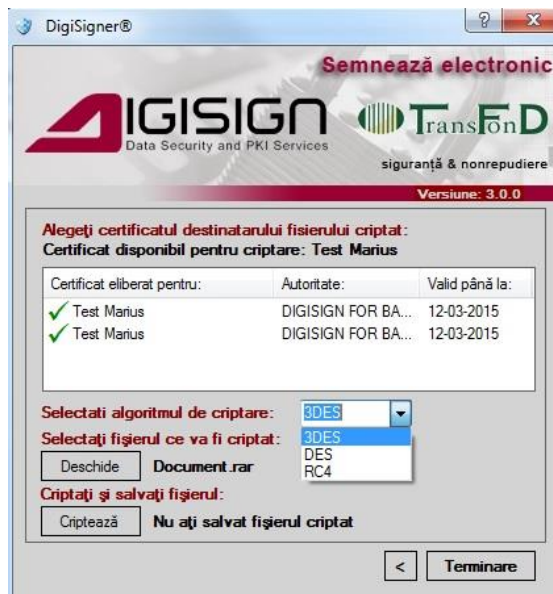 DigiSigner®
Semnează electronic
DIGISIGN
Data Security and PKI Services
TransFonD
siguranță & nonrepudiere
Versiune: 3.0.0
Alegeţi certificatul destinatarului fisierului criptat:
Certificat disponibil pentru criptare: Test Marius
Certificat eliberat pentru: Autoritate: Valid până la:
Test Marius DIGISIGN FOR BA... 12-03-2015
Test Marius DIGISIGN FOR BA... 12-03-2015
Selectati algoritmul de criptare: 3DES
3DES
DES
RC4
Selectaţi fişierul ce va fi criptat:
Deschide Document.rar
Criptaţi şi salvaţi fişierul:
Criptează Nu aţi salvat fişierul criptat
< Terminare